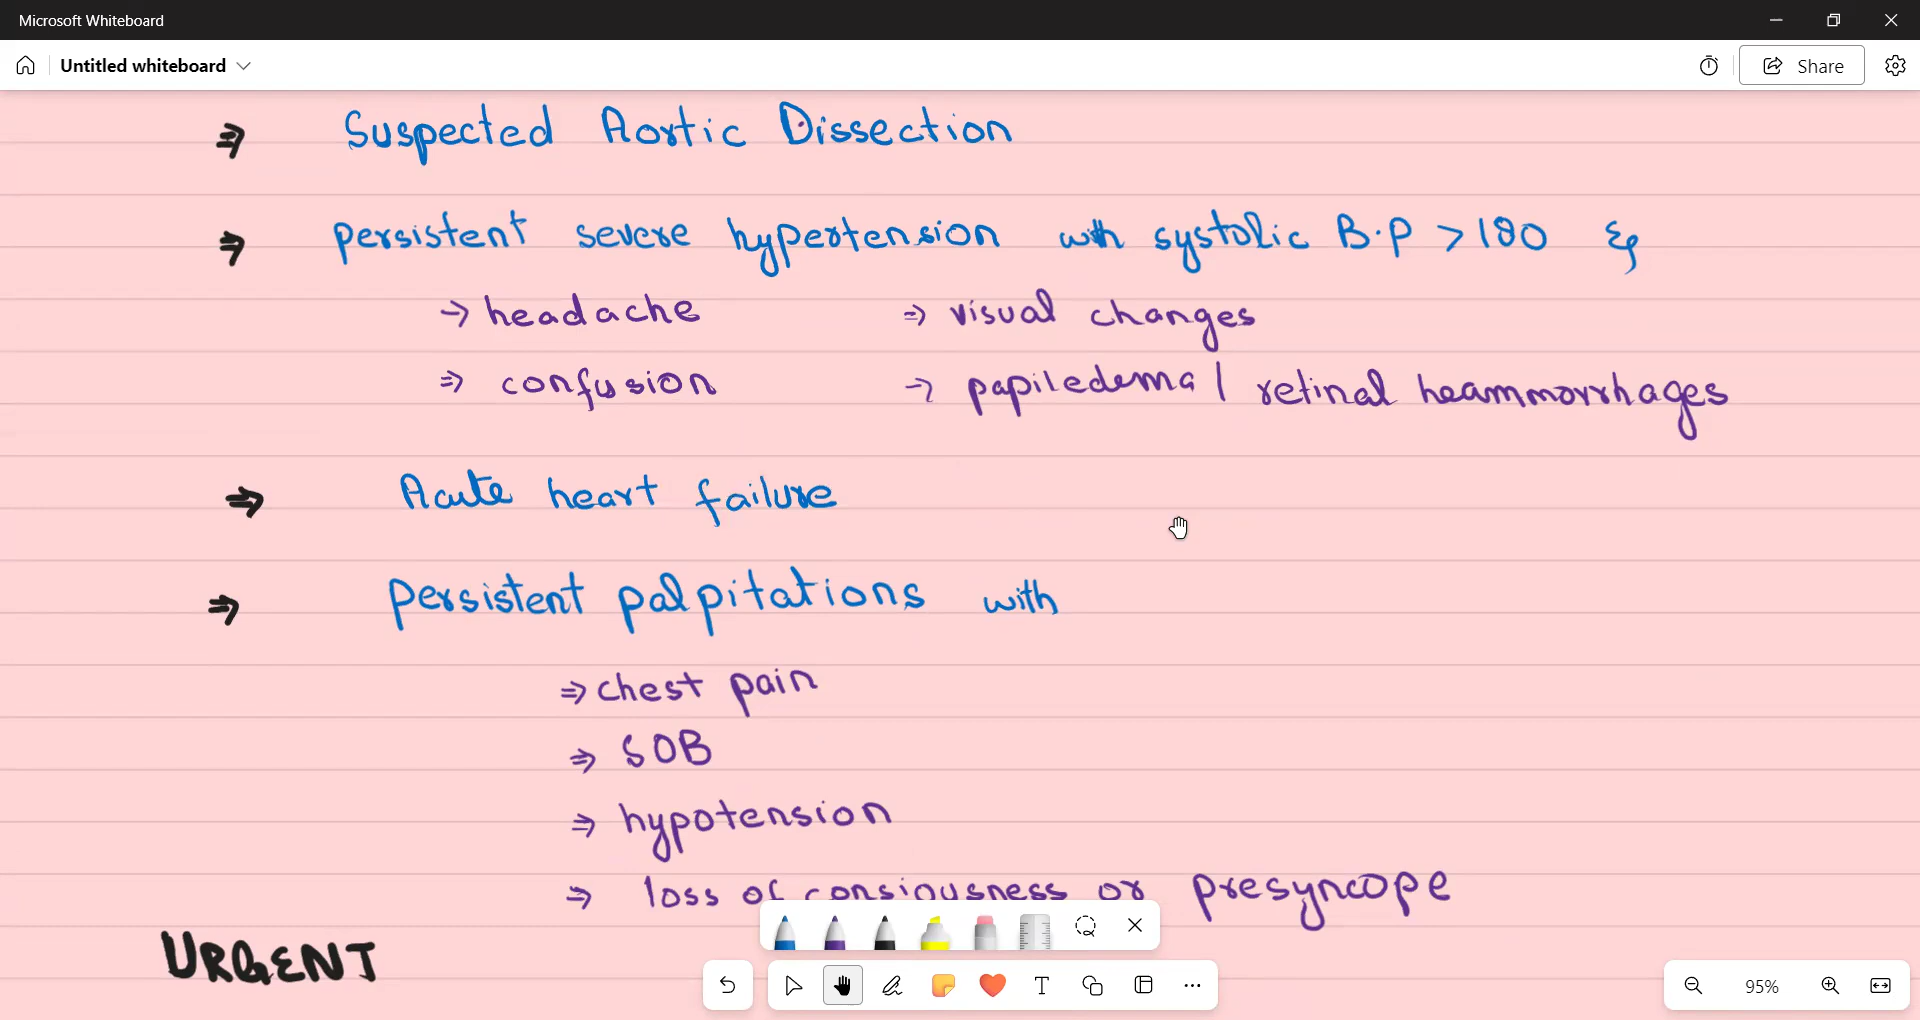 Microsoft Whiteboard
Untitled whiteboard
Share
⇒ Suspected Aortic Dissection
⇒ persistent severe hypertension with systolic B.P > 180 &
→ headache ⇒ visual changes
⇒ confusion → papiledema / retinal heammorrhages
⇒ Acute heart failure
⇒ persistent palpitations with
⇒ chest pain
⇒ SOB
⇒ hypotension
⇒ loss of consiousness or presyncope
URGENT
95%